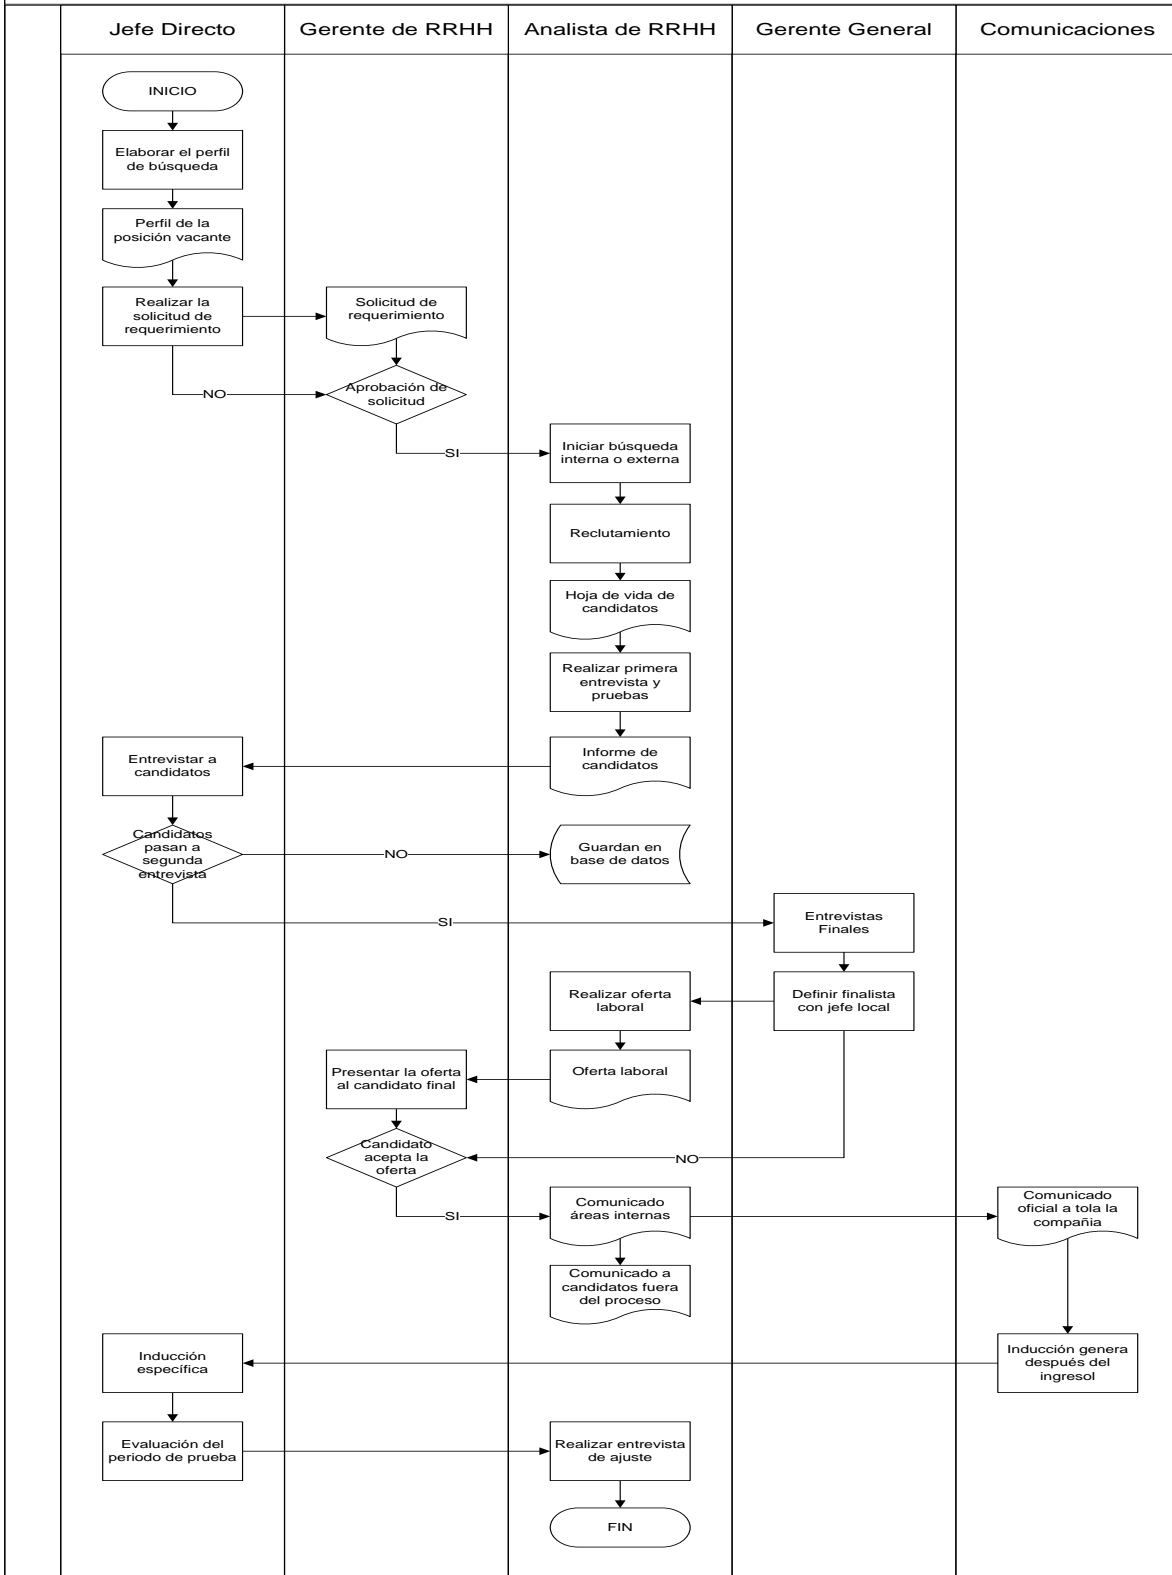 Jefe Directo
Gerente de RRHH
Analista de RRHH
Gerente General
Comunicaciones
INICIO
Elaborar el perfil
de búsqueda
Perfil de la
posición vacante
Realizar la
solicitud de
requerimiento
Solicitud de
requerimiento
NO
Aprobación de
solicitud
SI
Iniciar búsqueda
interna o externa
Reclutamiento
Hoja de vida de
candidatos
Realizar primera
entrevista y
pruebas
Entrevistar a
candidatos
Informe de
candidatos
Candidatos
pasan a
segunda
entrevista
NO
Guardan en
base de datos
SI
Entrevistas
Finales
Realizar oferta
laboral
Definir finalista
con jefe local
Presentar la oferta
al candidato final
Oferta laboral
Candidato
acepta la
oferta
NO
SI
Comunicado
áreas internas
Comunicado
oficial a tola la
compañia
Comunicado a
candidatos fuera
del proceso
Inducción
específica
Inducción genera
después del
ingresol
Evaluación del
periodo de prueba
Realizar entrevista
de ajuste
FIN